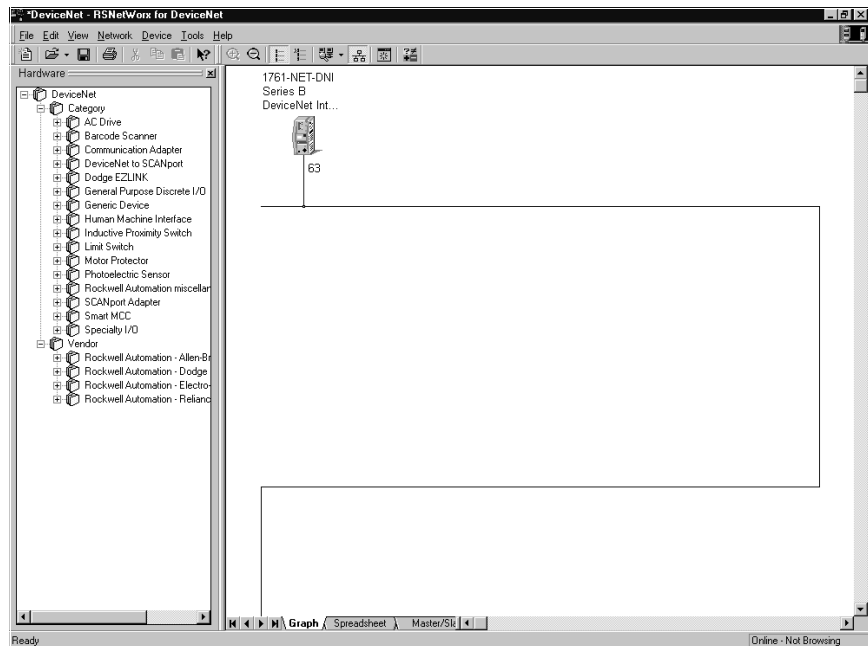 *DeviceNet - RSNetWorx for DeviceNet
File Edit View Network Device Tools Help
Hardware
DeviceNet
Category
AC Drive
Barcode Scanner
Communication Adapter
DeviceNet to SCANport
Dodge EZLINK
General Purpose Discrete I/O
Generic Device
Human Machine Interface
Inductive Proximity Switch
Limit Switch
Motor Protector
Photoelectric Sensor
Rockwell Automation miscellar
SCANport Adapter
Smart MCC
Specialty I/O
Vendor
Rockwell Automation - Allen-Br
Rockwell Automation - Dodge
Rockwell Automation - Electro-
Rockwell Automation - Relianc
1761-NET-DNI
Series B
DeviceNet Int...
63
Graph Spreadsheet Master/Sla
Ready
Online - Not Browsing